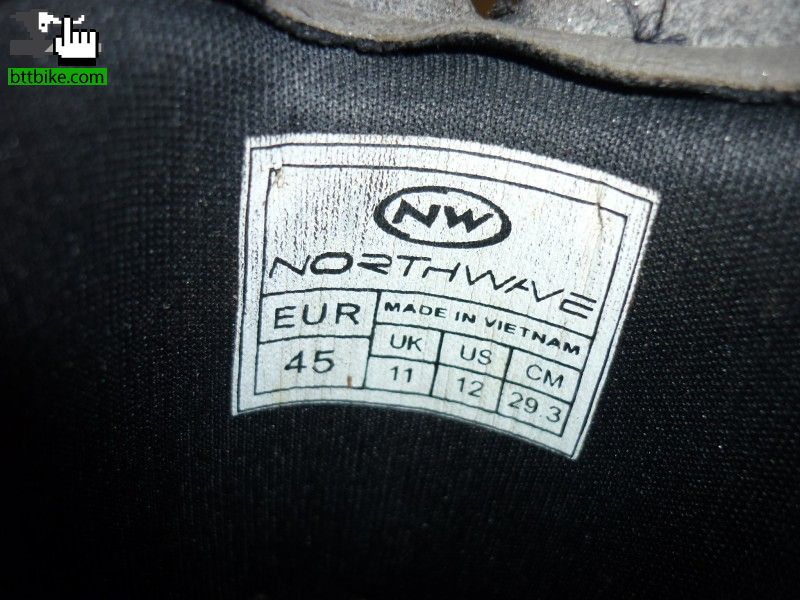 bttbike.com
NW
NORTHWAVE
EUR
45
MADE IN VIETNAM
UK US CM
11 12 29.3